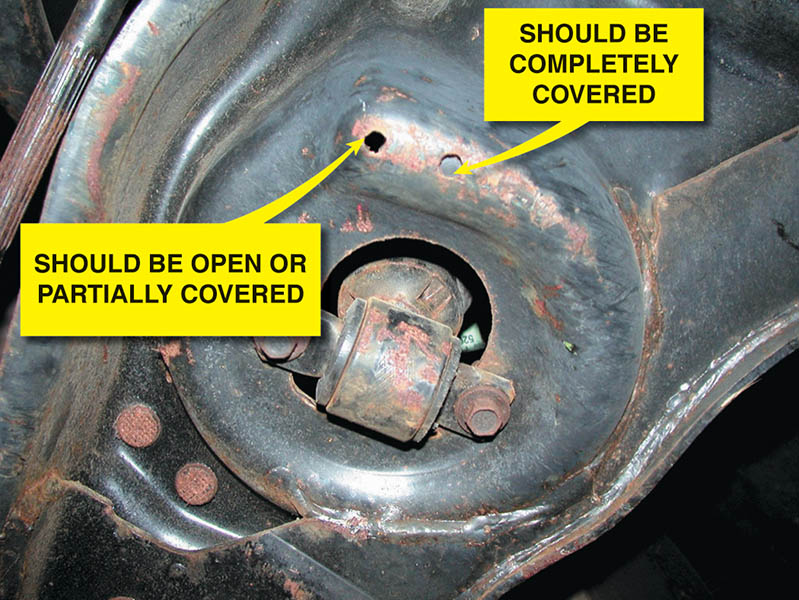 SHOULD BE
COMPLETELY
COVERED
SHOULD BE OPEN OR
PARTIALLY COVERED